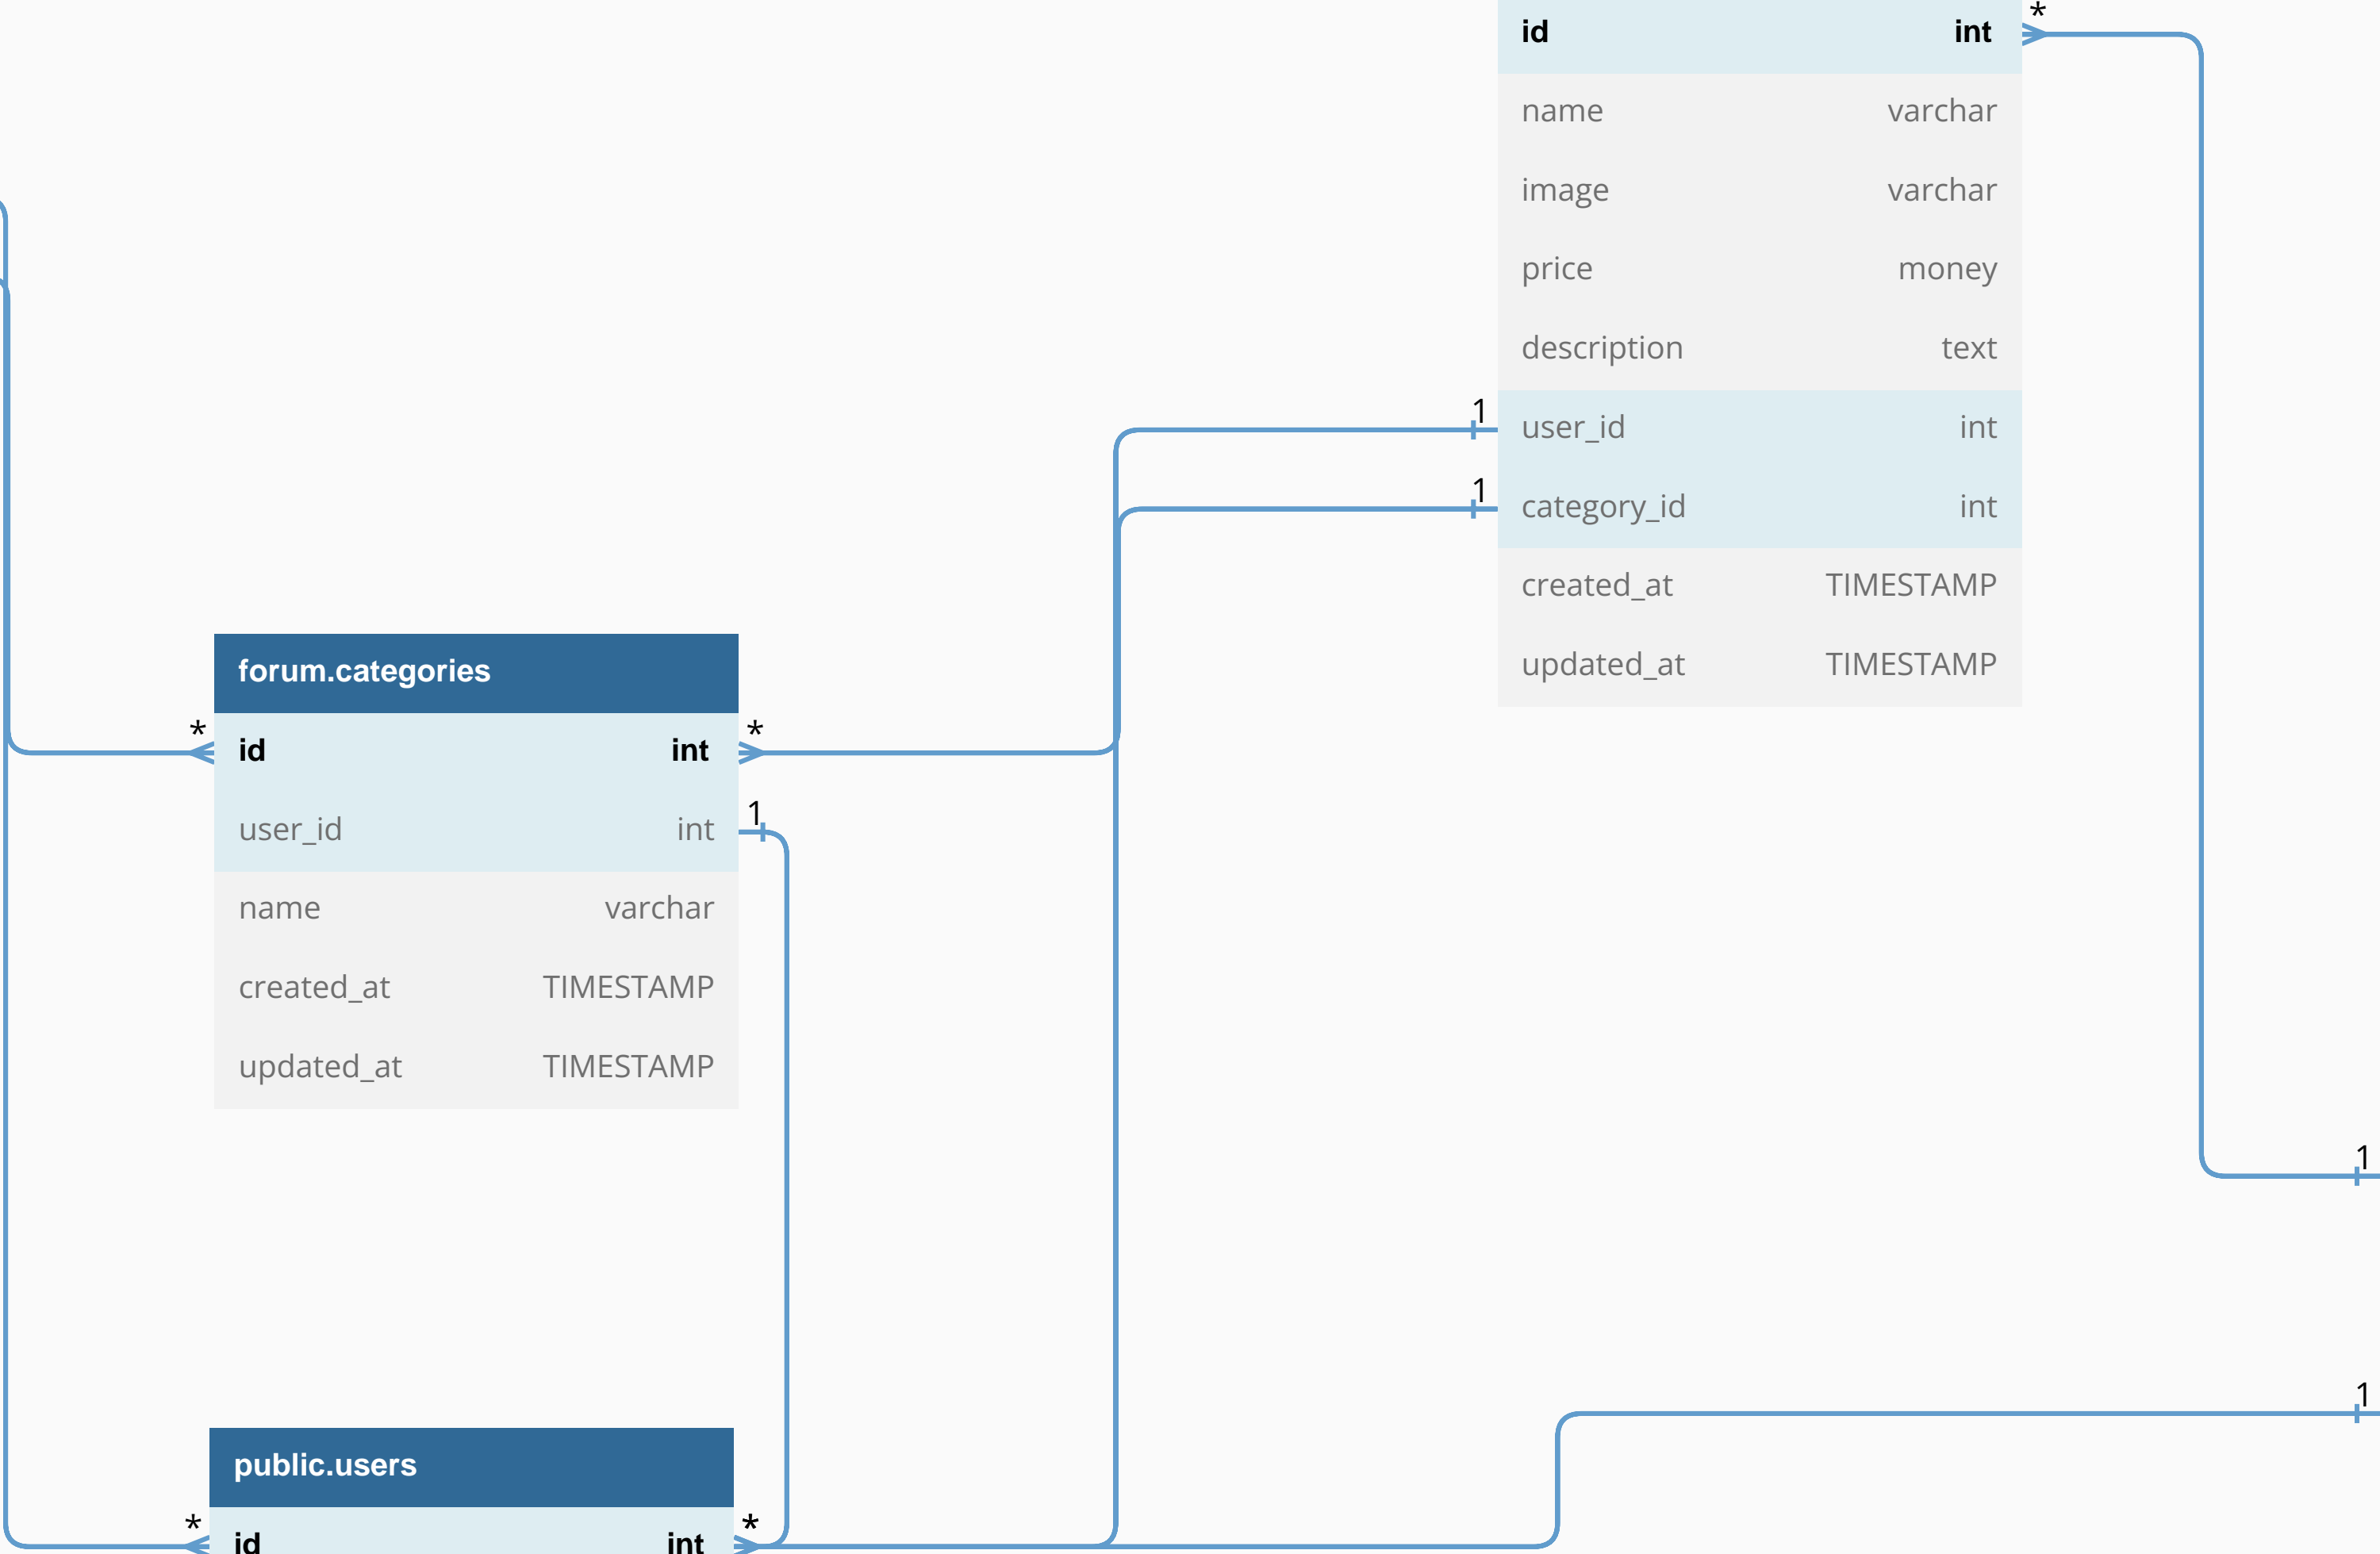 *
id int
name varchar
image varchar
price money
description text
1
user_id int
1
category_id int
created_at TIMESTAMP
updated_at TIMESTAMP
forum.categories
* *
id int
1
user_id int
name varchar
created_at TIMESTAMP
updated_at TIMESTAMP
1
1
public.users
* *
id int